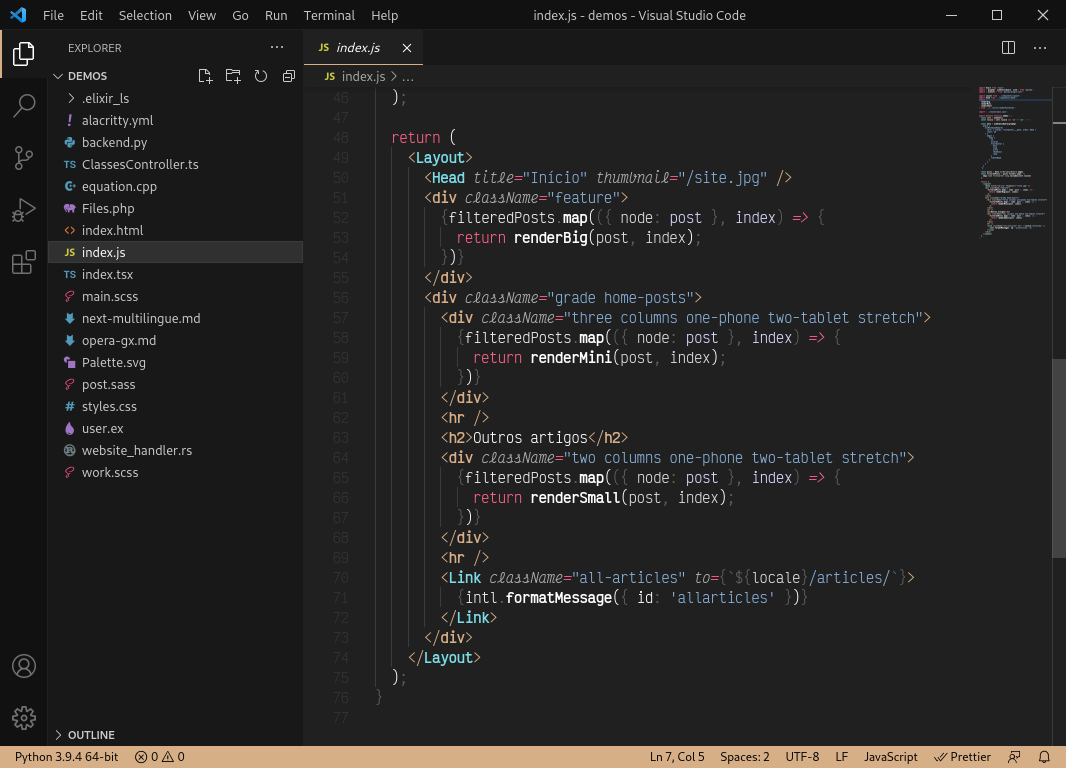 File Edit Selection View Go Run Terminal Help
index.js - demos - Visual Studio Code
EXPLORER
DEMOS
.elixir_ls
! alacritty.yml
backend.py
TS ClassesController.ts
equation.cpp
Files.php
<> index.html
JS index.js
TS index.tsx
main.scss
next-multilingue.md
opera-gx.md
Palette.svg
post.sass
# styles.css
user.ex
website_handler.rs
work.scss
OUTLINE
JS index.js
JS index.js > ...
46 );
47
48 return (
49 <Layout>
50 <Head title="Início" thumbnail="/site.jpg" />
51 <div className="feature">
52 {filteredPosts.map(({ node: post }, index) => {
53 return renderBig(post, index);
54 })}
55 </div>
56 <div className="grade home-posts">
57 <div className="three columns one-phone two-tablet stretch">
58 {filteredPosts.map(({ node: post }, index) => {
59 return renderMini(post, index);
60 })}
61 </div>
62 <hr />
63 <h2>Outros artigos</h2>
64 <div className="two columns one-phone two-tablet stretch">
65 {filteredPosts.map(({ node: post }, index) => {
66 return renderSmall(post, index);
67 })}
68 </div>
69 <hr />
70 <Link className="all-articles" to={`${locale}/articles/`}>
71 {intl.formatMessage({ id: 'allarticles' })}
72 </Link>
73 </div>
74 </Layout>
75 );
76 }
77
Python 3.9.4 64-bit 0 0 Ln 7, Col 5 Spaces: 2 UTF-8 LF JavaScript Prettier